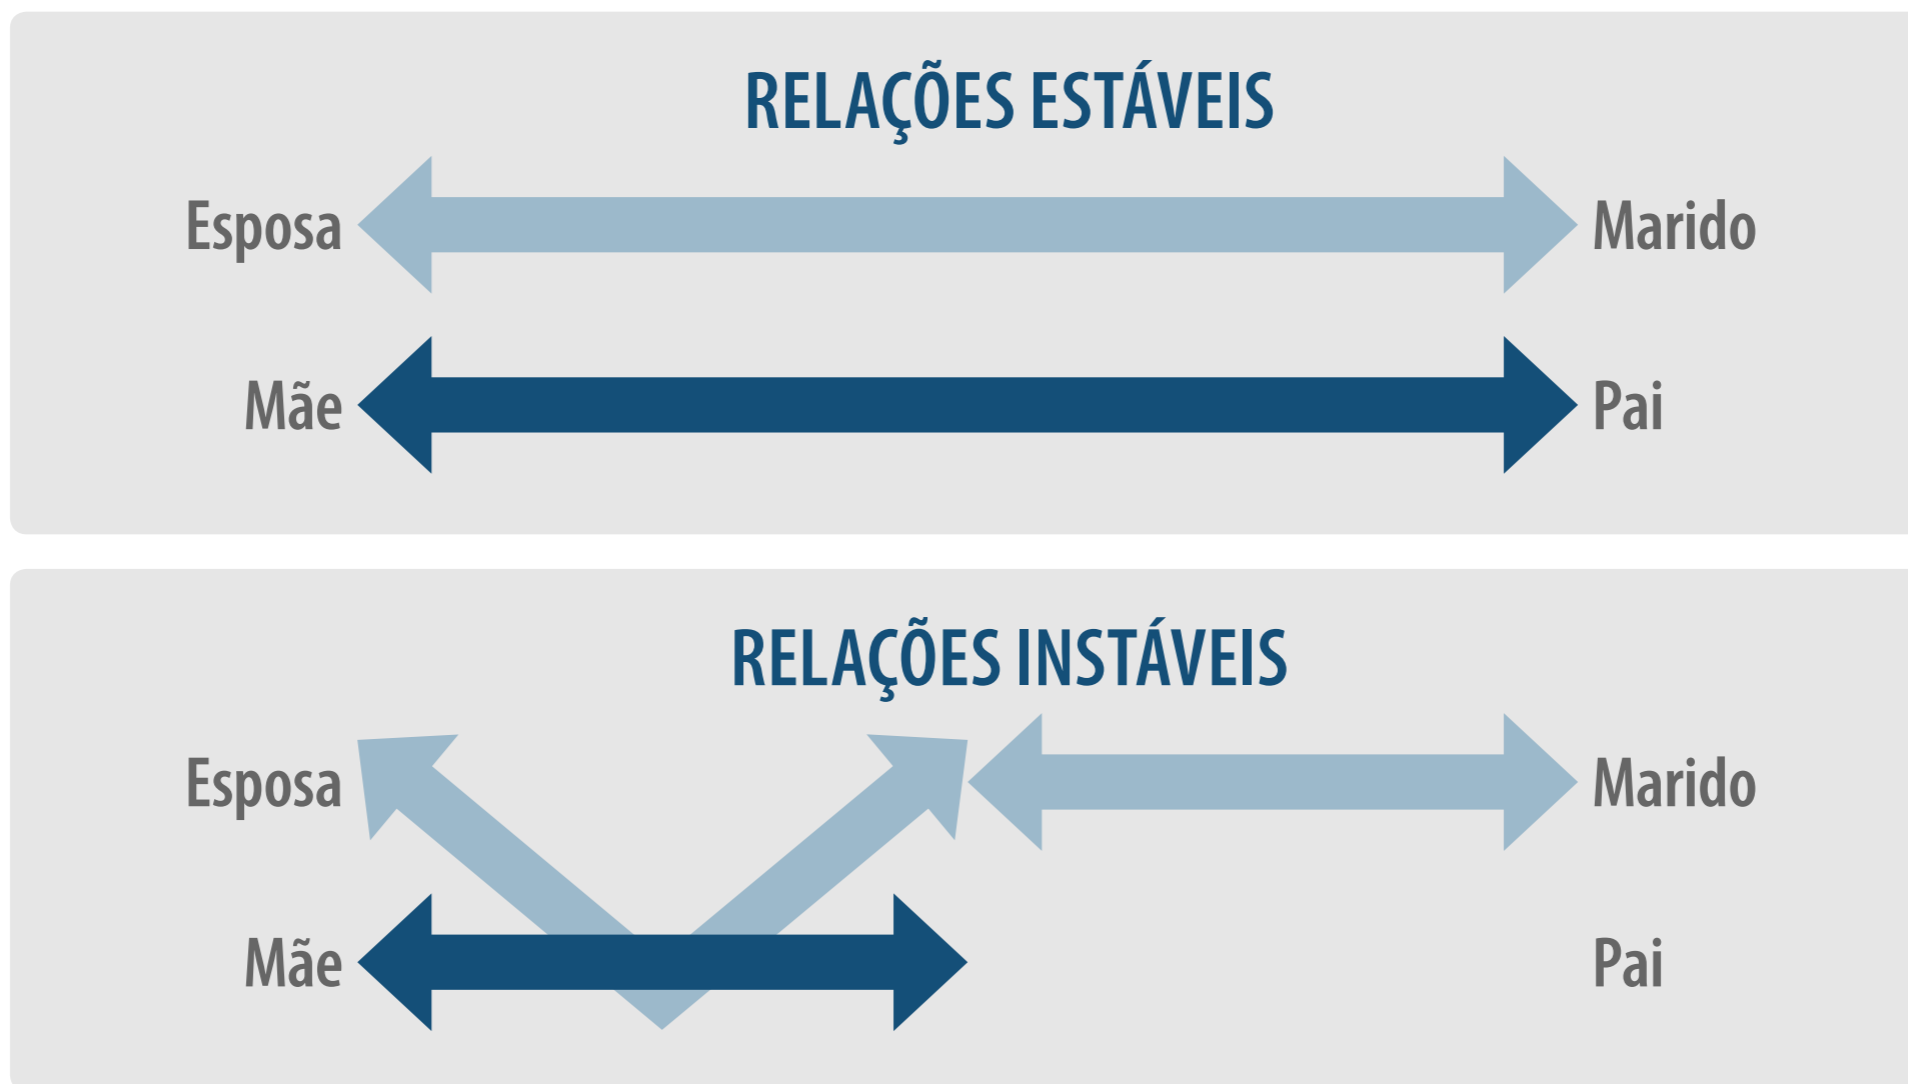 RELAÇÕES ESTÁVEIS
Esposa Marido
Mãe Pai
RELAÇÕES INSTÁVEIS
Esposa Marido
Mãe Pai